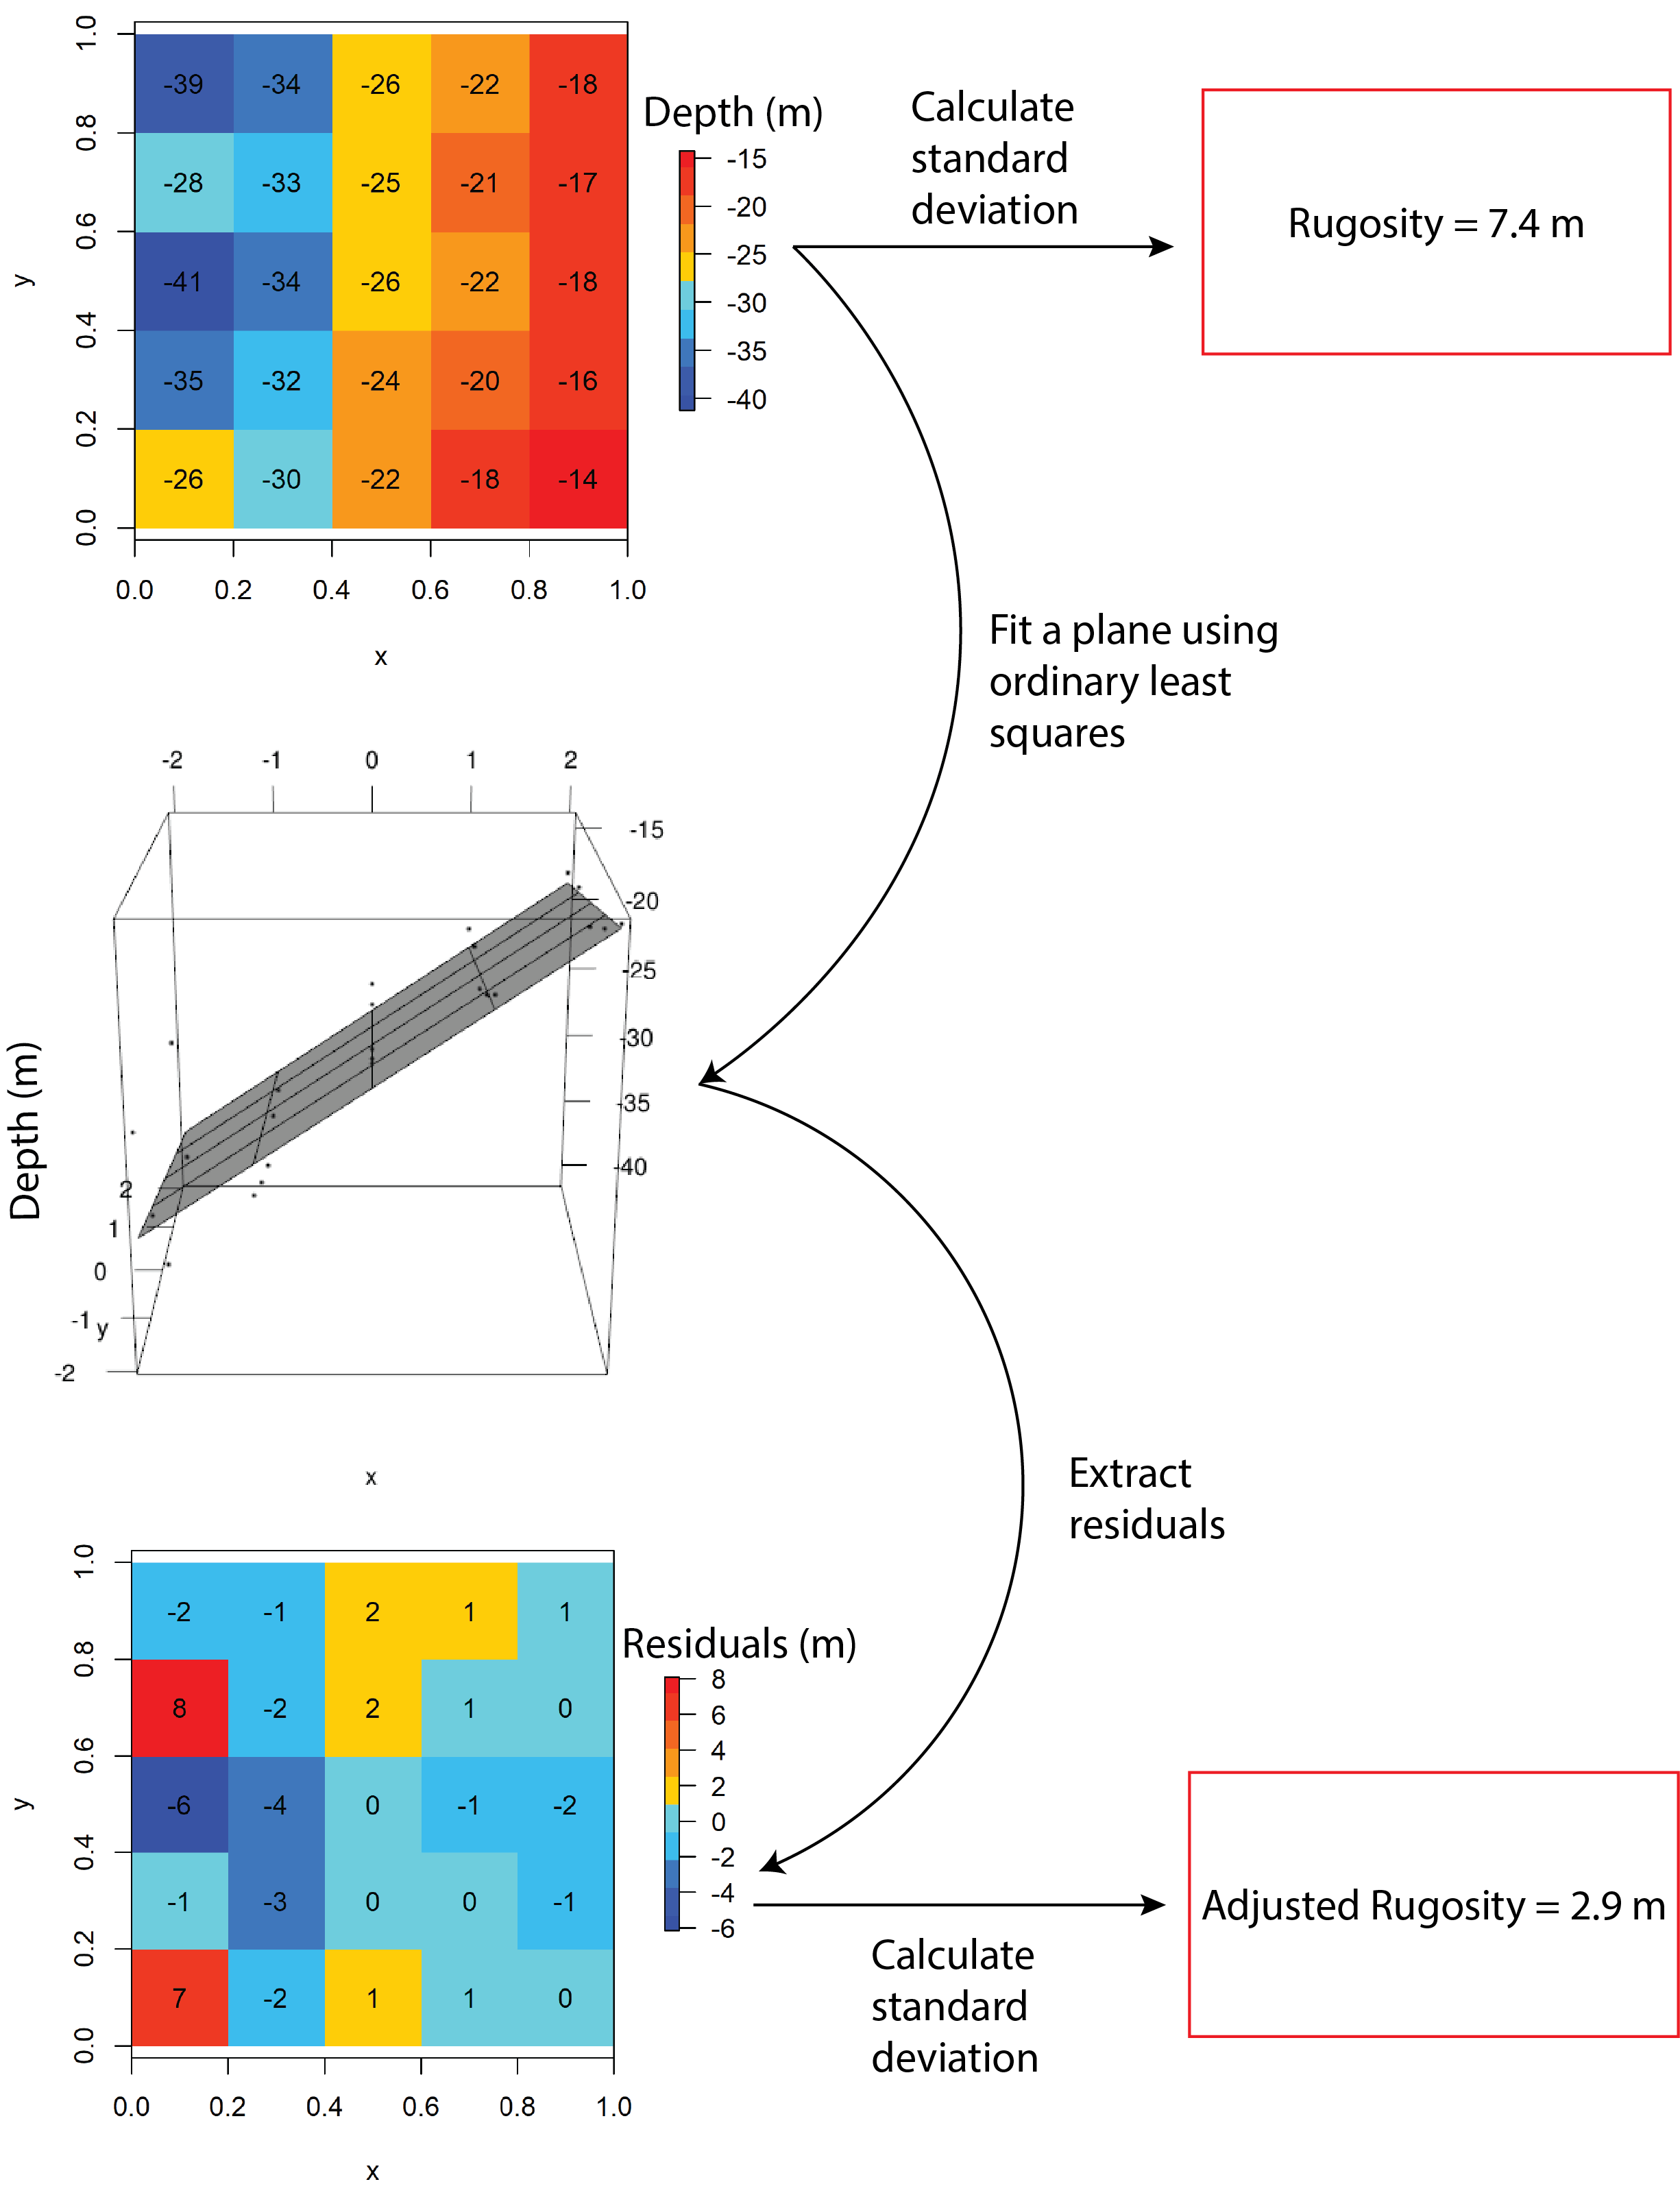 1.0
0.8
0.6
0.4
0.2
0.0
y
-39 -34 -26 -22 -18
-28 -33 -25 -21 -17
-41 -34 -26 -22 -18
-35 -32 -24 -20 -16
-26 -30 -22 -18 -14
0.0 0.2 0.4 0.6 0.8 1.0
x
Depth (m)
-15
-20
-25
-30
-35
-40
Calculate
standard
deviation
Rugosity = 7.4 m
Fit a plane using
ordinary least
squares
-2 -1 0 1 2
-15
-20
-25
-30
-35
-40
Depth (m)
2
1
0
-1
y
-2
x
Extract
residuals
1.0
0.8
0.6
0.4
0.2
0.0
y
-2 -1 2 1 1
8 -2 2 1 0
-6 -4 0 -1 -2
-1 -3 0 0 -1
7 -2 1 1 0
0.0 0.2 0.4 0.6 0.8 1.0
x
Residuals (m)
8
6
4
2
0
-2
-4
-6
Calculate
standard
deviation
Adjusted Rugosity = 2.9 m